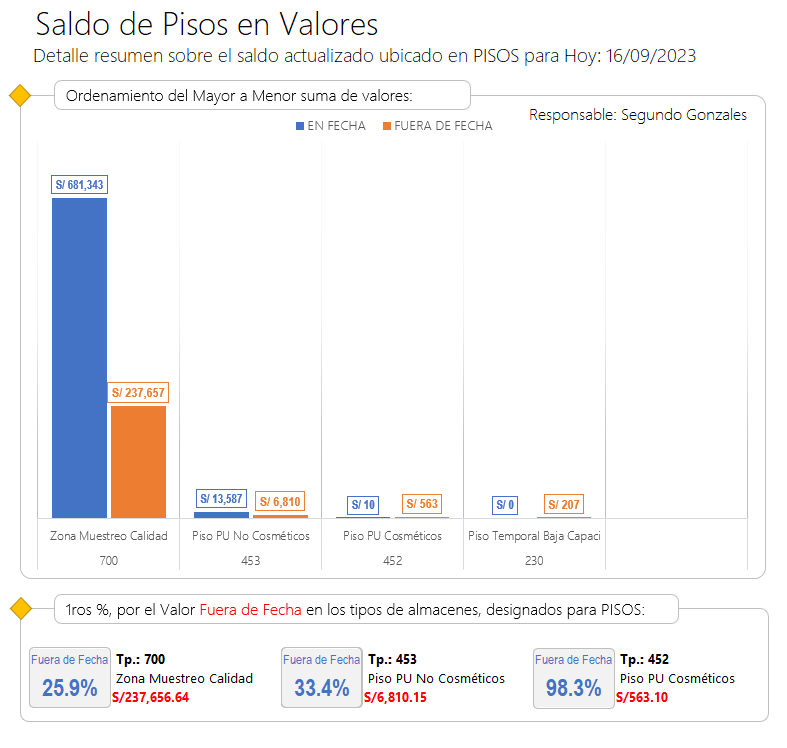 Saldo de Pisos en Valores
Detalle resumen sobre el saldo actualizado ubicado en PISOS para Hoy: 16/09/2023
Ordenamiento del Mayor a Menor suma de valores:
Responsable: Segundo Gonzales
EN FECHA FUERA DE FECHA
S/ 681,343
S/ 237,657
S/ 13,587
S/ 6,810
S/ 10
S/ 563
S/ 0
S/ 207
Zona Muestreo Calidad Piso PU No Cosméticos Piso PU Cosméticos Piso Temporal Baja Capaci
700 453 452 230
1ros %, por el Valor Fuera de Fecha en los tipos de almacenes, designados para PISOS:
Fuera de Fecha
25.9%
Tp.: 700
Zona Muestreo Calidad
S/237,656.64
Fuera de Fecha
33.4%
Tp.: 453
Piso PU No Cosméticos
S/6,810.15
Fuera de Fecha
98.3%
Tp.: 452
Piso PU Cosméticos
S/563.10